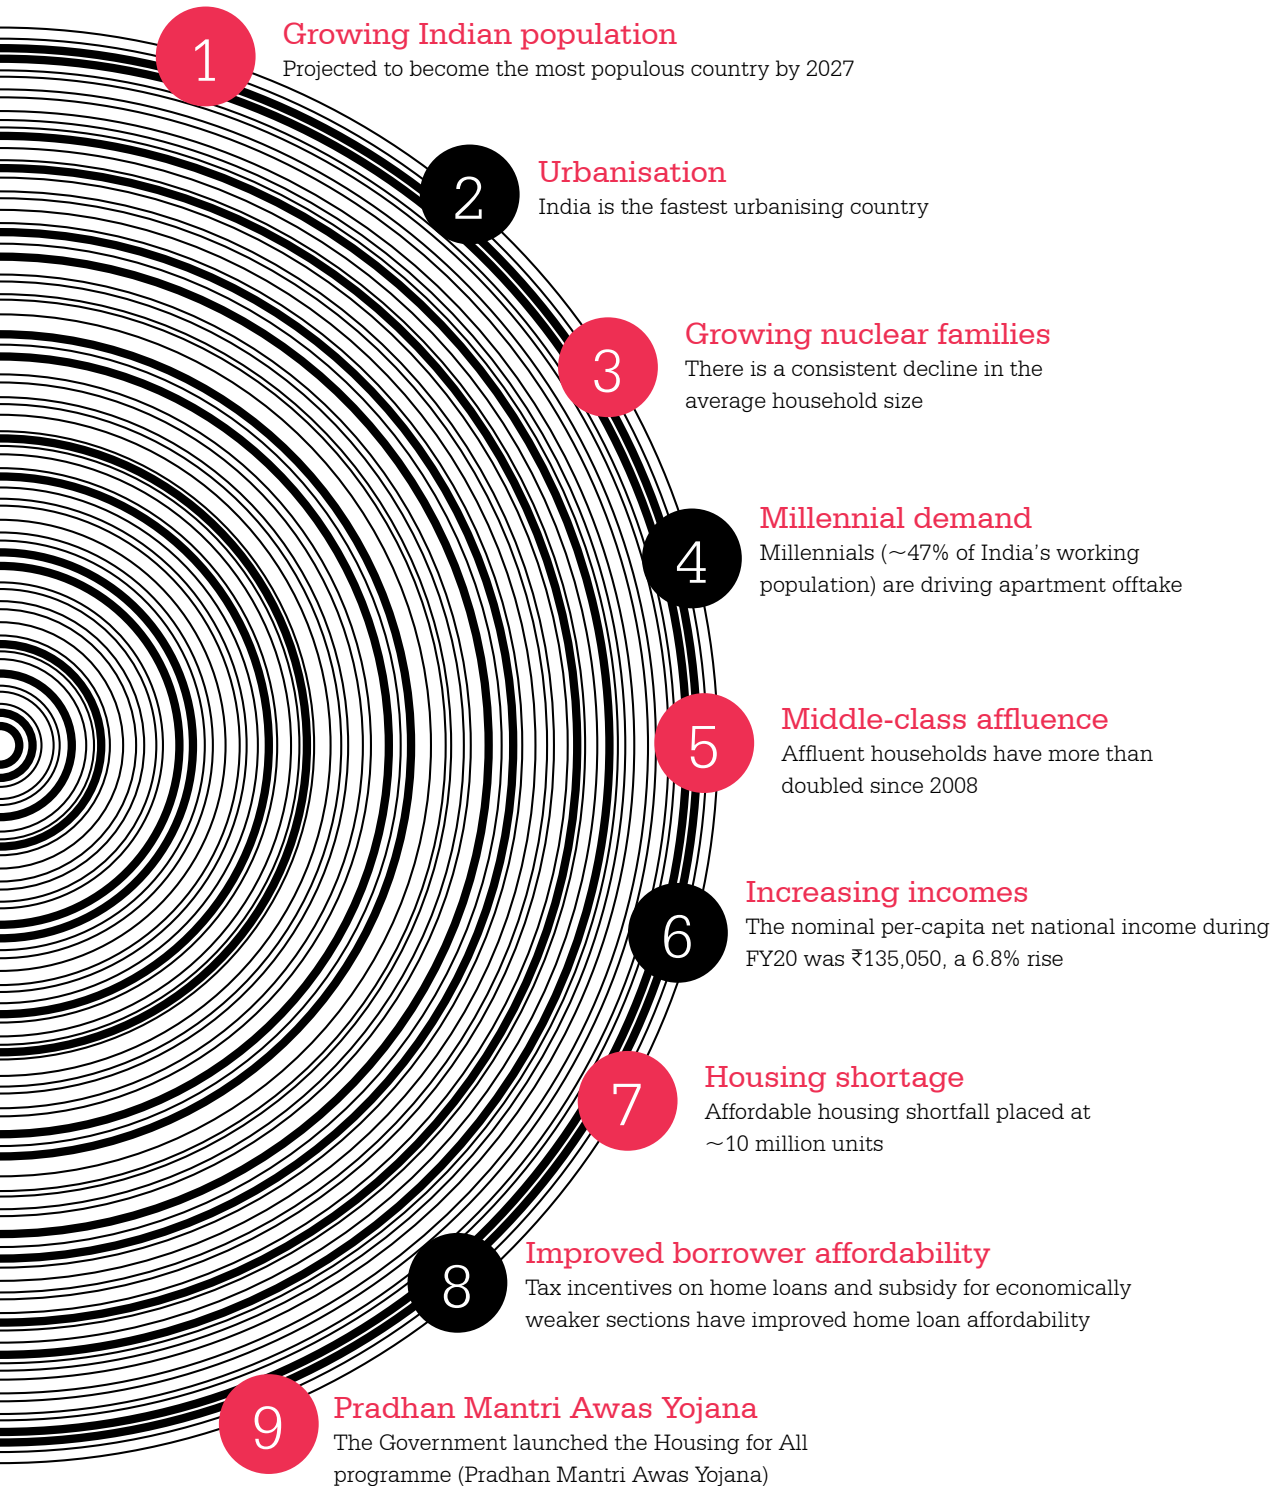 1
Growing Indian population
Projected to become the most populous country by 2027
2
Urbanisation
India is the fastest urbanising country
3
Growing nuclear families
There is a consistent decline in the
average household size
4
Millennial demand
Millennials (~47% of India's working
population) are driving apartment offtake
5
Middle-class affluence
Affluent households have more than
doubled since 2008
6
Increasing incomes
The nominal per-capita net national income during
FY20 was ₹135,050, a 6.8% rise
7
Housing shortage
Affordable housing shortfall placed at
~10 million units
8
Improved borrower affordability
Tax incentives on home loans and subsidy for economically
weaker sections have improved home loan affordability
9
Pradhan Mantri Awas Yojana
The Government launched the Housing for All
programme (Pradhan Mantri Awas Yojana)